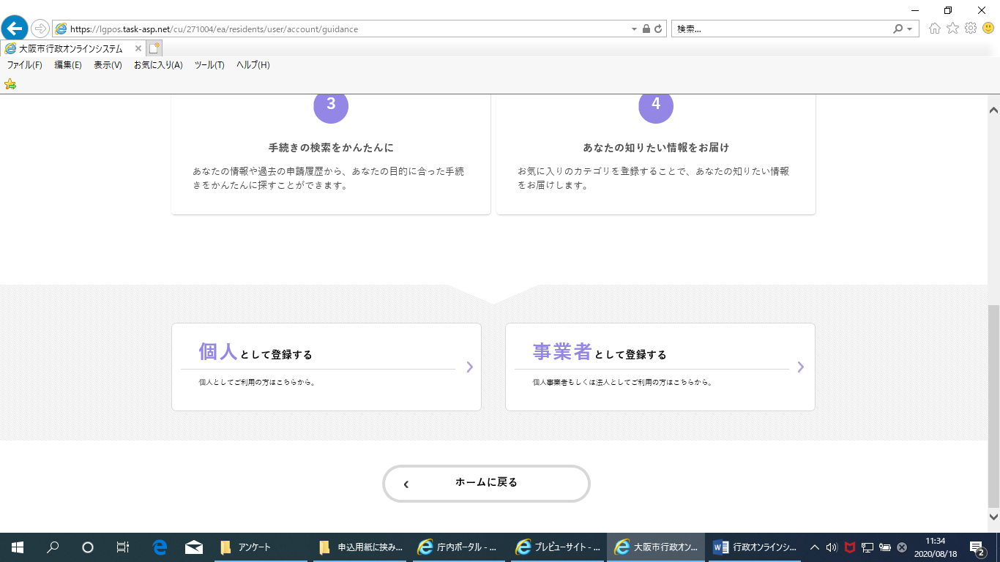 https://lgpos.task-asp.net/cu/271004/ea/residents/user/account/guidance
検索...
大阪市行政オンラインシステム
ファイル(F) 編集(E) 表示(V) お気に入り(A) ツール(T) ヘルプ(H)
3
手続きの検索をかんたんに
あなたの情報や過去の申請履歴から、あなたの目的に合った手続
きをかんたんに探すことができます。
4
あなたの知りたい情報をお届け
お気に入りのカテゴリを登録することで、あなたの知りたい情報
をお届けします。
個人として登録する
個人としてご利用の方はこちらから。
事業者として登録する
個人事業者もしくは法人としてご利用の方はこちらから。
ホームに戻る
アンケート
申込用紙に挟み...
庁内ポータル - ...
プレビューサイト - ...
大阪市行政オン...
行政オンラインシ...
11:34
2020/08/18
2